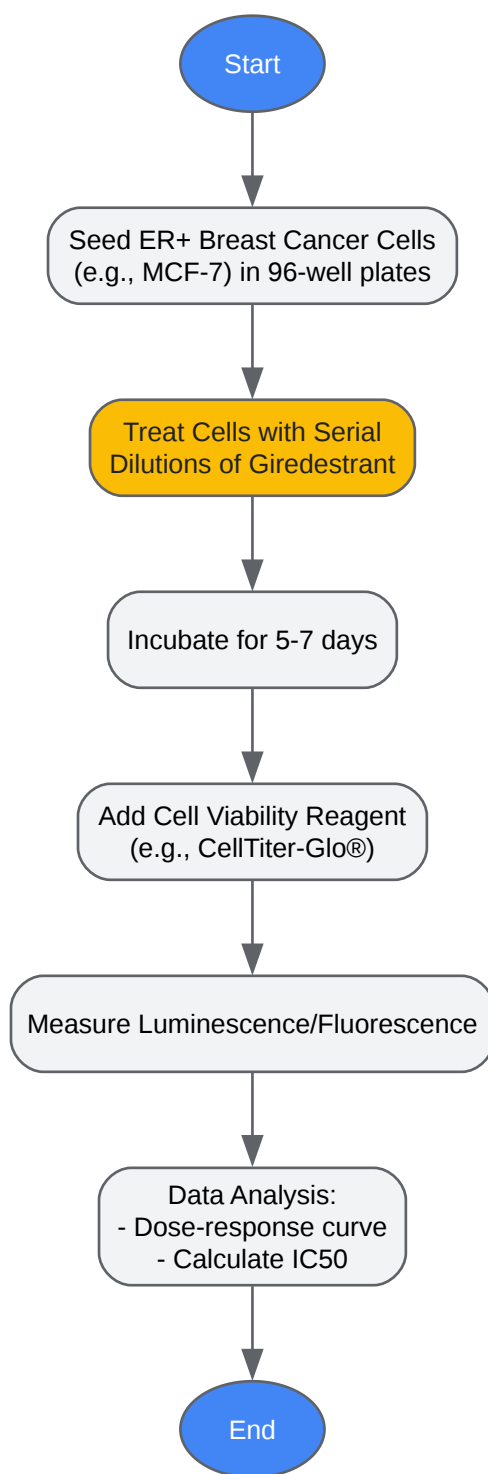 Start
Seed ER+ Breast Cancer Cells
(e.g., MCF-7) in 96-well plates
Treat Cells with Serial
Dilutions of Giredestrant
Incubate for 5-7 days
Add Cell Viability Reagent
(e.g., CellTiter-Glo®)
Measure Luminescence/Fluorescence
Data Analysis:
- Dose-response curve
- Calculate IC50
End